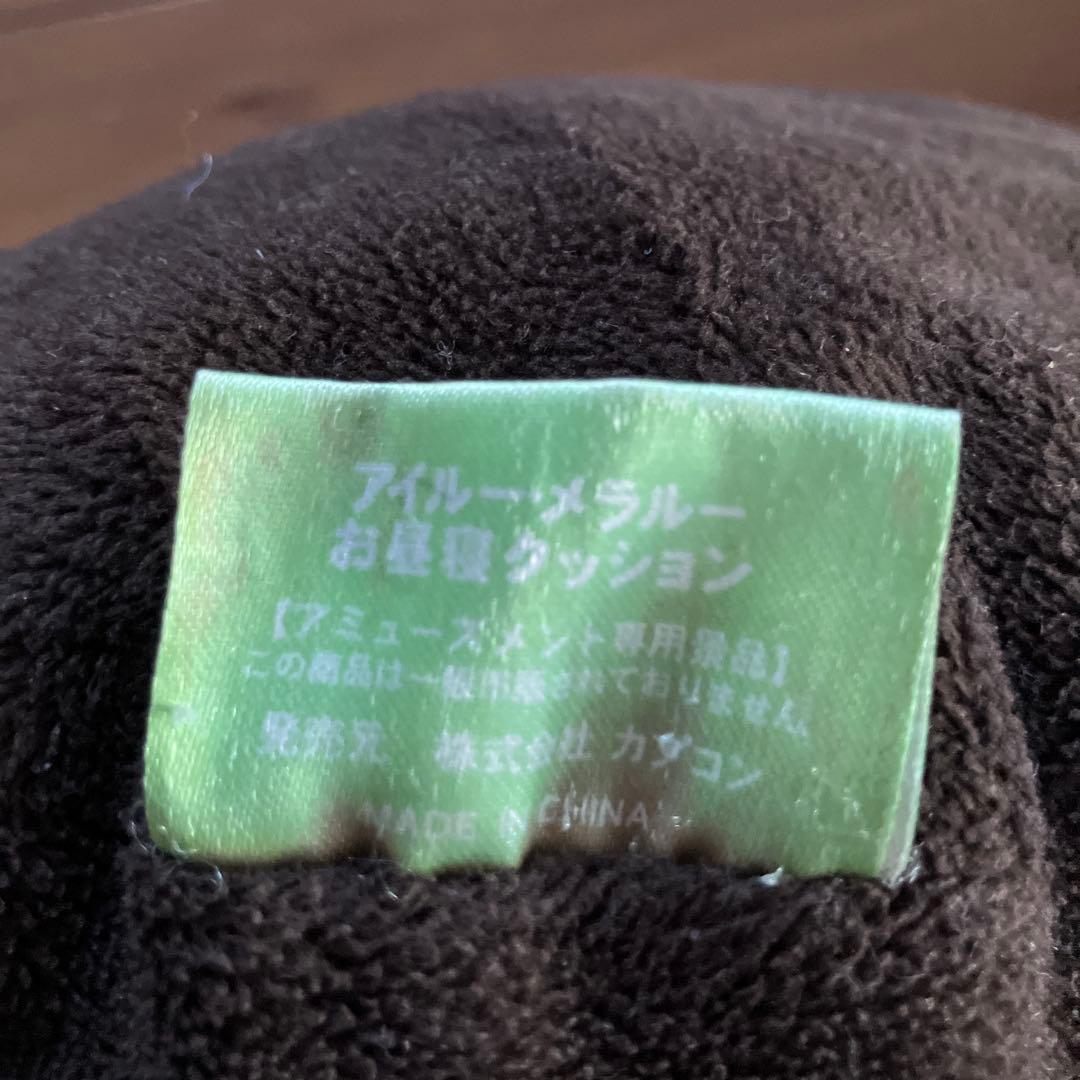 アイルー・メラルー
お昼寝クッション
【アミューズメント専用景品】
この商品は一般用販されておりません。
発売元 株式会社 カプコン
MADE IN CHINA